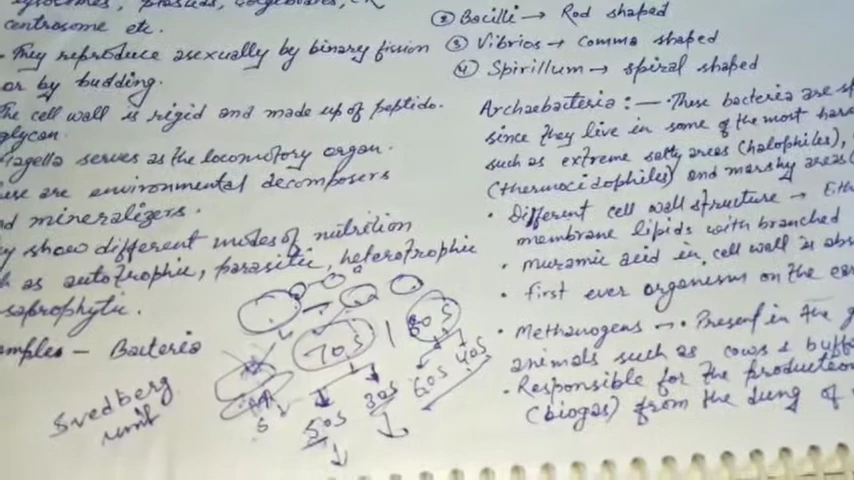 centrosome etc.
They reproduce asexually by binary fission
or by budding.
The cell wall is rigid and made up of peptido.
glycan.
Flagella serves as the locomotory organ.
are environmental decomposers
mineralizers.
show different modes of nutrition
as autotrophic, parasitic, heterotrophic
saprophytic.
Bacteria
Svedberg
unit
70S
80S
50S
30S
60S 40S
② Bacilli → Rod shaped
③ Vibrios → Comma shaped
④ Spirillum → spiral shaped
Archaebacteria : — These bacteria are
since they live in some of the most
such as extreme salty areas (halophiles),
(thermoacidophiles) and marshy areas
• Different cell wall structure →
membrane lipids with branched
• muramic acid in cell wall is
• first ever organism on the
• Methanogens → • Present in the
animals such as cows &
• Responsible for the production
(biogas) from the dung of